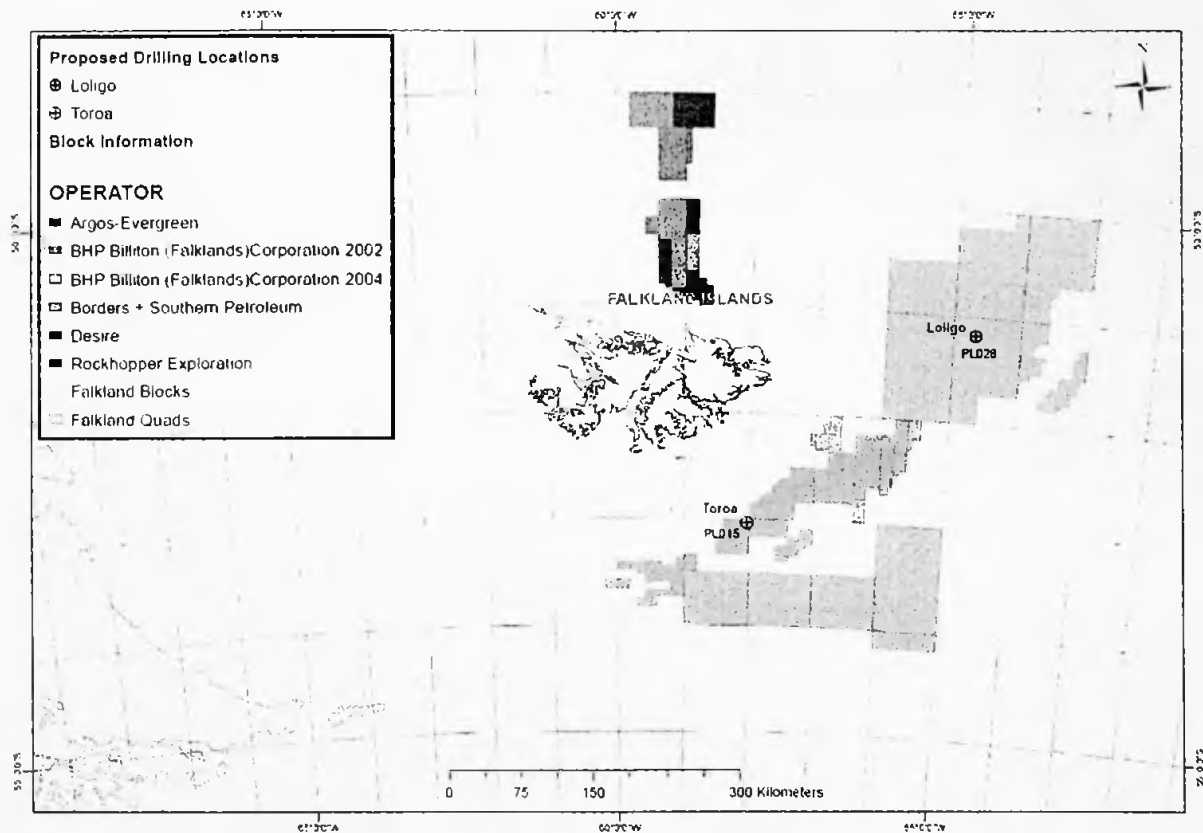 Proposed Drilling Locations
Loligo
Toroa
Block Information
OPERATOR
Argos-Evergreen
BHP Billiton (Falklands)Corporation 2002
BHP Billiton (Falklands)Corporation 2004
Borders + Southern Petroleum
Desire
Rockhopper Exploration
Falkland Blocks
Falkland Quads
N
FALKLAND ISLANDS
Loligo
PL028
Toroa
PL015
0 75 150 300 Kilometers